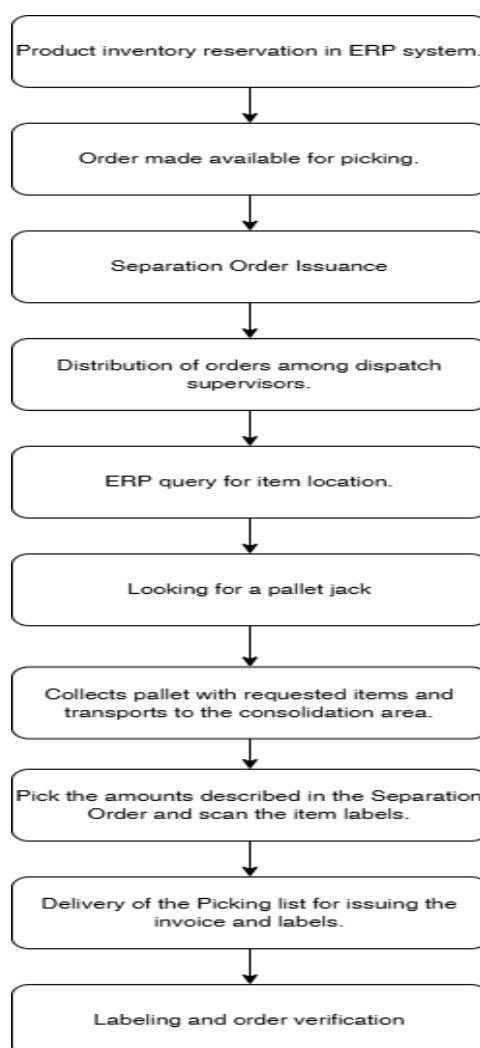 Product inventory reservation in ERP system.
Order made available for picking.
Separation Order Issuance
Distribution of orders among dispatch
supervisors.
ERP query for item location.
Looking for a pallet jack
Collects pallet with requested items and
transports to the consolidation area.
Pick the amounts described in the Separation
Order and scan the item labels.
Delivery of the Picking list for issuing the
invoice and labels.
Labeling and order verification